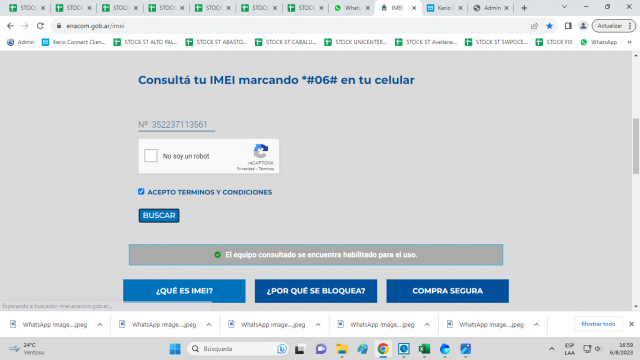 STOCK
STOCK
STOCK
STOCK
STOCK
STOCK
WhatsA
IMEI
Kerio C
Admin
enacom.gob.ar/imei
Actualizar
Admin
Kerio Connect Clien...
STOCK ST ALTO PAL...
STOCK ST ABASTO...
STOCK ST CABALLI...
STOCK UNICENTER...
STOCK ST Avellane...
STOCK ST SWPOCE...
STOCK FIX
WhatsApp
»
Consultá tu IMEI marcando *#06# en tu celular
Nº 352237113561
No soy un robot
reCAPTCHA
Privacidad - Términos
ACEPTO TERMINOS Y CONDICIONES
BUSCAR
El equipo consultado se encuentra habilitado para el uso.
¿QUÉ ES IMEI?
¿POR QUÉ SE BLOQUEA?
COMPRA SEGURA
Esperando a buscador-imei.enacom.gob.ar...
WhatsApp Image....jpeg
WhatsApp Image....jpeg
WhatsApp Image....jpeg
WhatsApp Image....jpeg
WhatsApp Image....jpeg
Mostrar todo
24°C
Ventoso
Búsqueda
ESP
LAA
16:59
6/8/2023